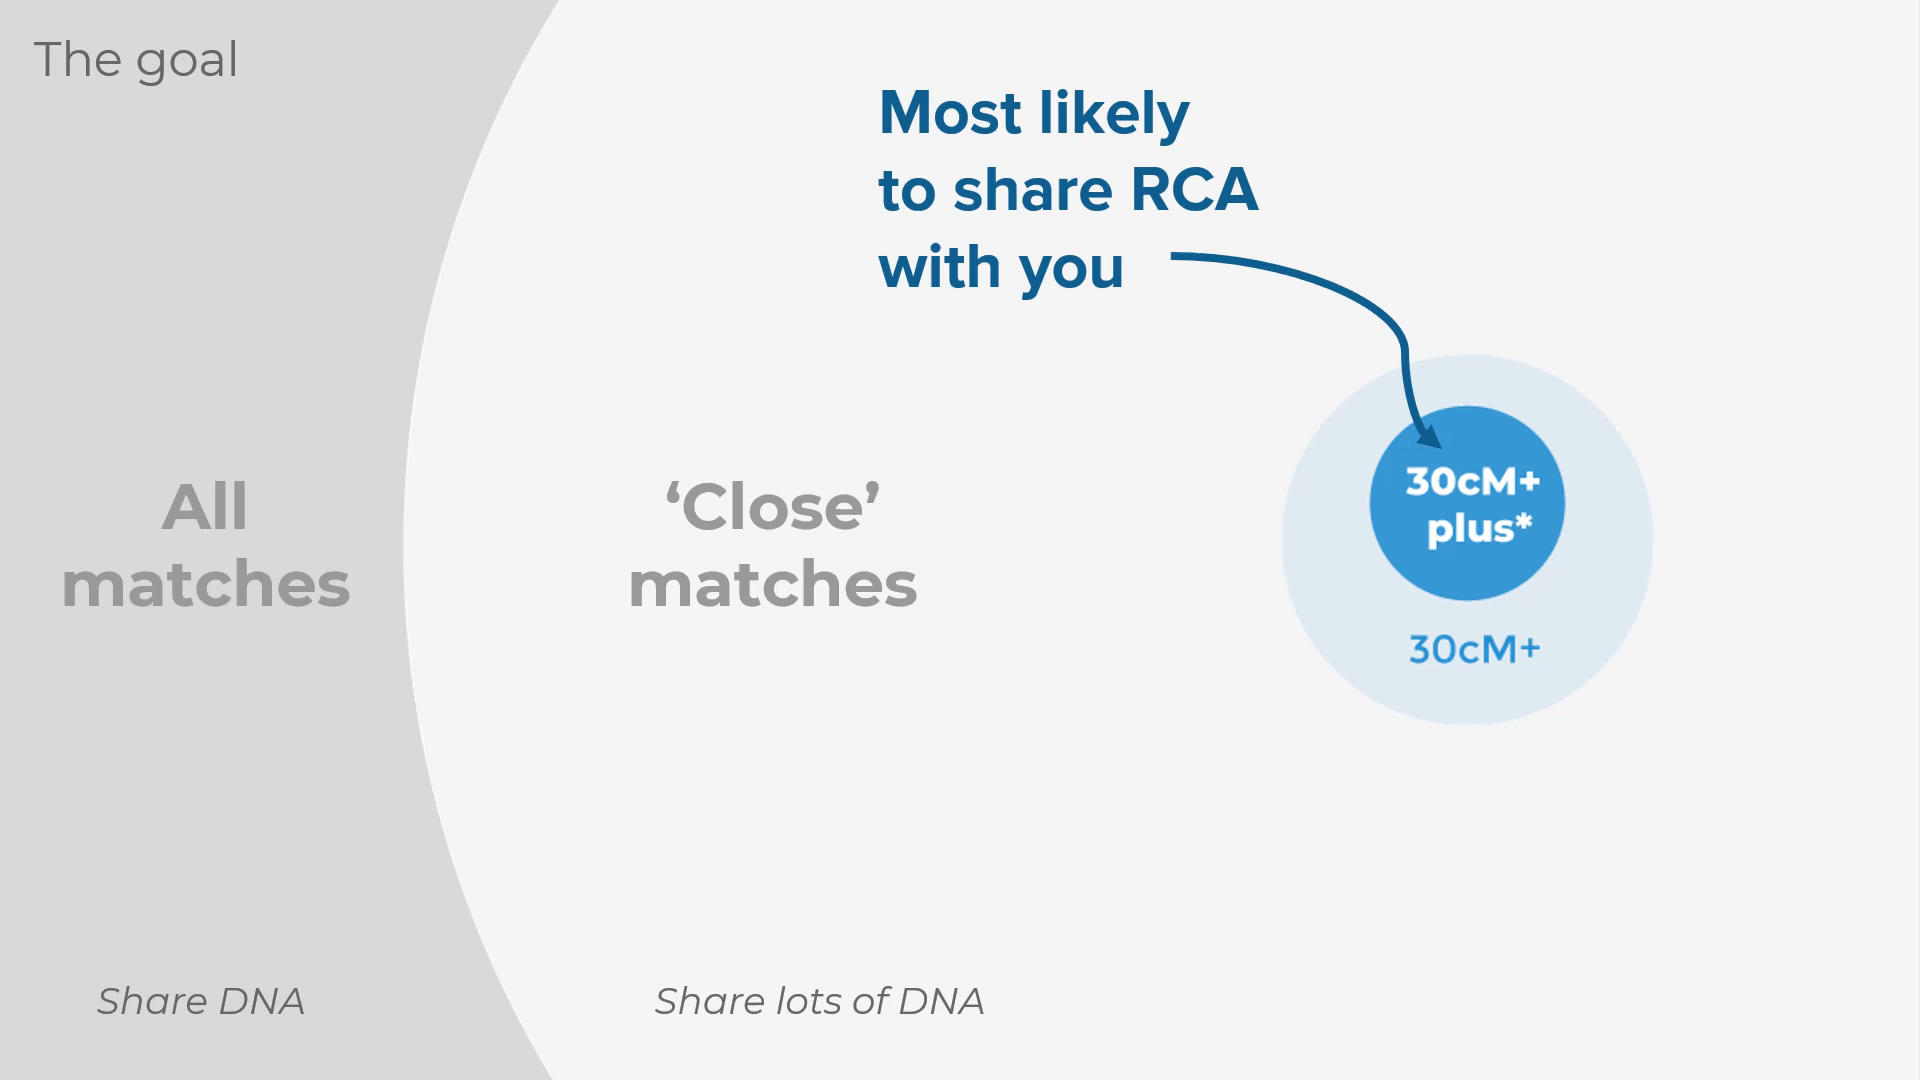 The goal
Most likely
to share RCA
with you
All
matches
‘Close’
matches
30cM+
plus*
30cM+
Share DNA
Share lots of DNA